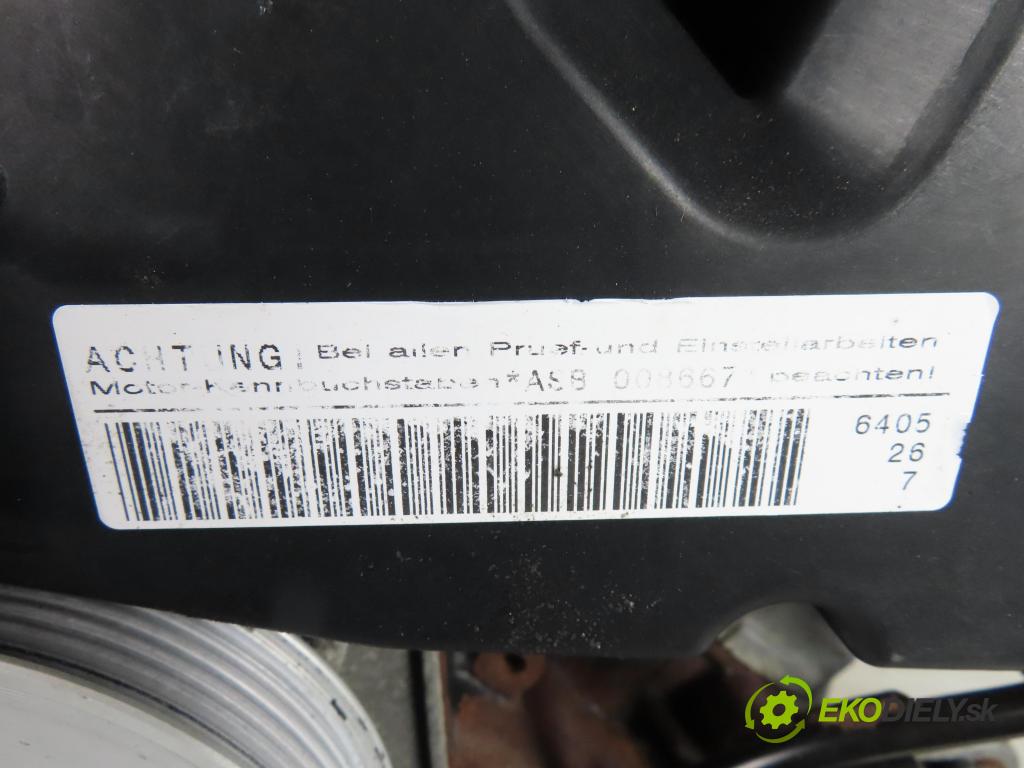 ACHTUNG! Bei allen Pruef-und Einstellarbeiten
Motor-Kennbuchstaben*ASB 008667* beachten!
6405
26
7
EKODIELY.sk